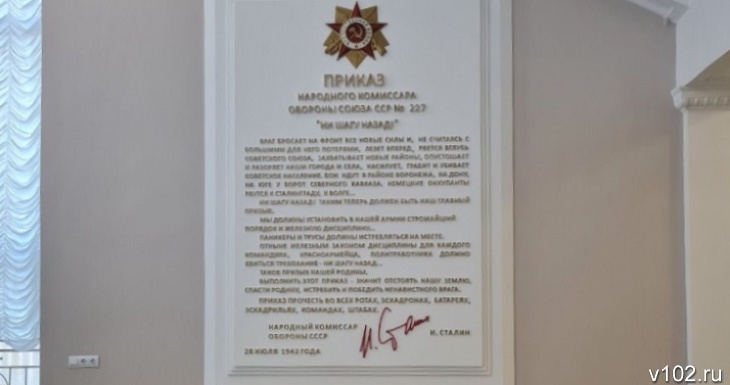 ПРИКАЗ
НАРОДНОГО КОМИССАРА
ОБОРОНЫ СОЮЗА ССР № 227
"НИ ШАГУ НАЗАД!"
ВРАГ БРОСАЕТ НА ФРОНТ ВСЕ НОВЫЕ СИЛЫ И, НЕ СЧИТАЯСЬ С
БОЛЬШИМИ ДЛЯ НЕГО ПОТЕРЯМИ, ЛЕЗЕТ ВПЕРЕД, РВЕТСЯ ВГЛУБЬ
СОВЕТСКОГО СОЮЗА, ЗАХВАТЫВАЕТ НОВЫЕ РАЙОНЫ, ОПУСТОШАЕТ
И РАЗОРЯЕТ НАШИ ГОРОДА И СЕЛА, НАСИЛУЕТ, ГРАБИТ И УБИВАЕТ
СОВЕТСКОЕ НАСЕЛЕНИЕ. БОИ ИДУТ В РАЙОНЕ ВОРОНЕЖА, НА ДОНУ,
НА ЮГЕ У ВОРОТ СЕВЕРНОГО КАВКАЗА. НЕМЕЦКИЕ ОККУПАНТЫ
РВУТСЯ К СТАЛИНГРАДУ, К ВОЛГЕ...
НИ ШАГУ НАЗАД! ТАКИМ ТЕПЕРЬ ДОЛЖЕН БЫТЬ НАШ ГЛАВНЫЙ
ПРИЗЫВ.
МЫ ДОЛЖНЫ УСТАНОВИТЬ В НАШЕЙ АРМИИ СТРОЖАЙШИЙ
ПОРЯДОК И ЖЕЛЕЗНУЮ ДИСЦИПЛИНУ...
ПАНИКЕРЫ И ТРУСЫ ДОЛЖНЫ ИСТРЕБЛЯТЬСЯ НА МЕСТЕ.
ОТНЫНЕ ЖЕЛЕЗНЫМ ЗАКОНОМ ДИСЦИПЛИНЫ ДЛЯ КАЖДОГО
КОМАНДИРА, КРАСНОАРМЕЙЦА, ПОЛИТРАБОТНИКА ДОЛЖНО
ЯВИТЬСЯ ТРЕБОВАНИЕ - НИ ШАГУ НАЗАД...
ТАКОВ ПРИЗЫВ НАШЕЙ РОДИНЫ.
ВЫПОЛНИТЬ ЭТОТ ПРИКАЗ - ЗНАЧИТ ОТСТОЯТЬ НАШУ ЗЕМЛЮ,
СПАСТИ РОДИНУ, ИСТРЕБИТЬ И ПОБЕДИТЬ НЕНАВИСТНОГО ВРАГА.
ПРИКАЗ ПРОЧЕСТЬ ВО ВСЕХ РОТАХ, ЭСКАДРОНАХ, БАТАРЕЯХ,
ЭСКАДРИЛЬЯХ, КОМАНДАХ, ШТАБАХ.
НАРОДНЫЙ КОМИССАР
ОБОРОНЫ СССР
И. СТАЛИН
28 ИЮЛЯ 1942 ГОДА
v102.ru